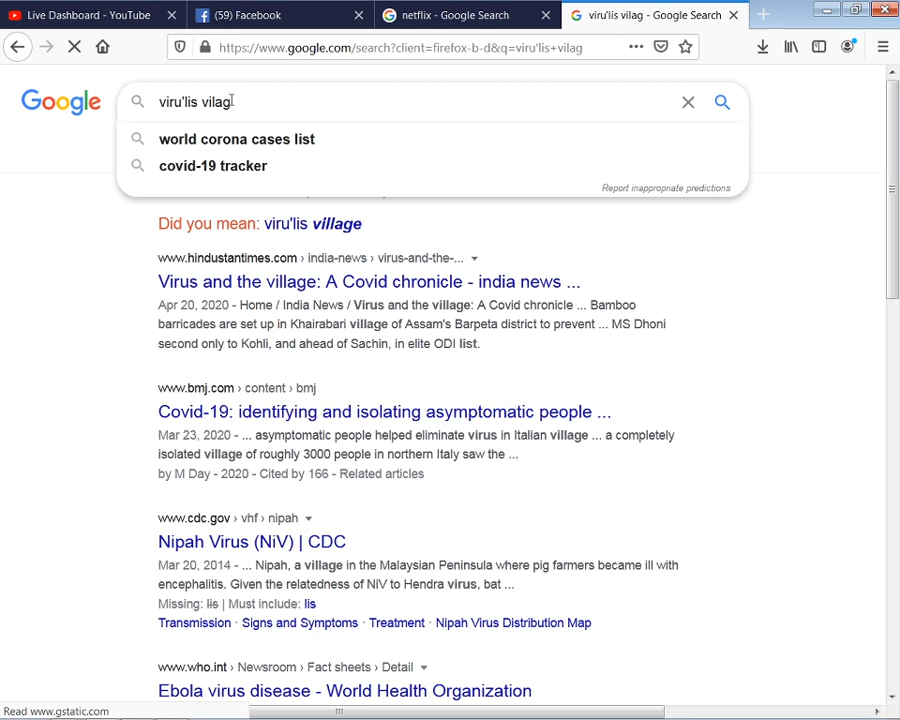 Live Dashboard - YouTube
(59) Facebook
netflix - Google Search
viru'lis vilag - Google Search
https://www.google.com/search?client=firefox-b-d&q=viru'lis+vilag
Google
viru'lis vilag
world corona cases list
covid-19 tracker
Report inappropriate predictions
Did you mean: viru'lis village
www.hindustantimes.com › india-news › virus-and-the-...
Virus and the village: A Covid chronicle - india news ...
Apr 20, 2020 - Home / India News / Virus and the village: A Covid chronicle ... Bamboo
barricades are set up in Khairabari village of Assam's Barpeta district to prevent ... MS Dhoni
second only to Kohli, and ahead of Sachin, in elite ODI list.
www.bmj.com › content › bmj
Covid-19: identifying and isolating asymptomatic people ...
Mar 23, 2020 - ... asymptomatic people helped eliminate virus in Italian village ... a completely
isolated village of roughly 3000 people in northern Italy saw the ...
by M Day - 2020 - Cited by 166 - Related articles
www.cdc.gov › vhf › nipah
Nipah Virus (NiV) | CDC
Mar 20, 2014 - ... Nipah, a village in the Malaysian Peninsula where pig farmers became ill with
encephalitis. Given the relatedness of NiV to Hendra virus, bat ...
Missing: lis | Must include: lis
Transmission · Signs and Symptoms · Treatment · Nipah Virus Distribution Map
www.who.int › Newsroom › Fact sheets › Detail
Ebola virus disease - World Health Organization
Read www.gstatic.com